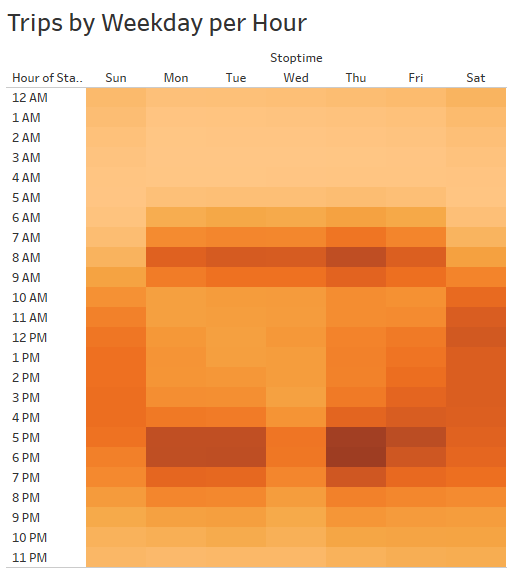 Trips by Weekday per Hour
Stoptime
Hour of Sta.. Sun Mon Tue Wed Thu Fri Sat
12 AM
1 AM
2 AM
3 AM
4 AM
5 AM
6 AM
7 AM
8 AM
9 AM
10 AM
11 AM
12 PM
1 PM
2 PM
3 PM
4 PM
5 PM
6 PM
7 PM
8 PM
9 PM
10 PM
11 PM